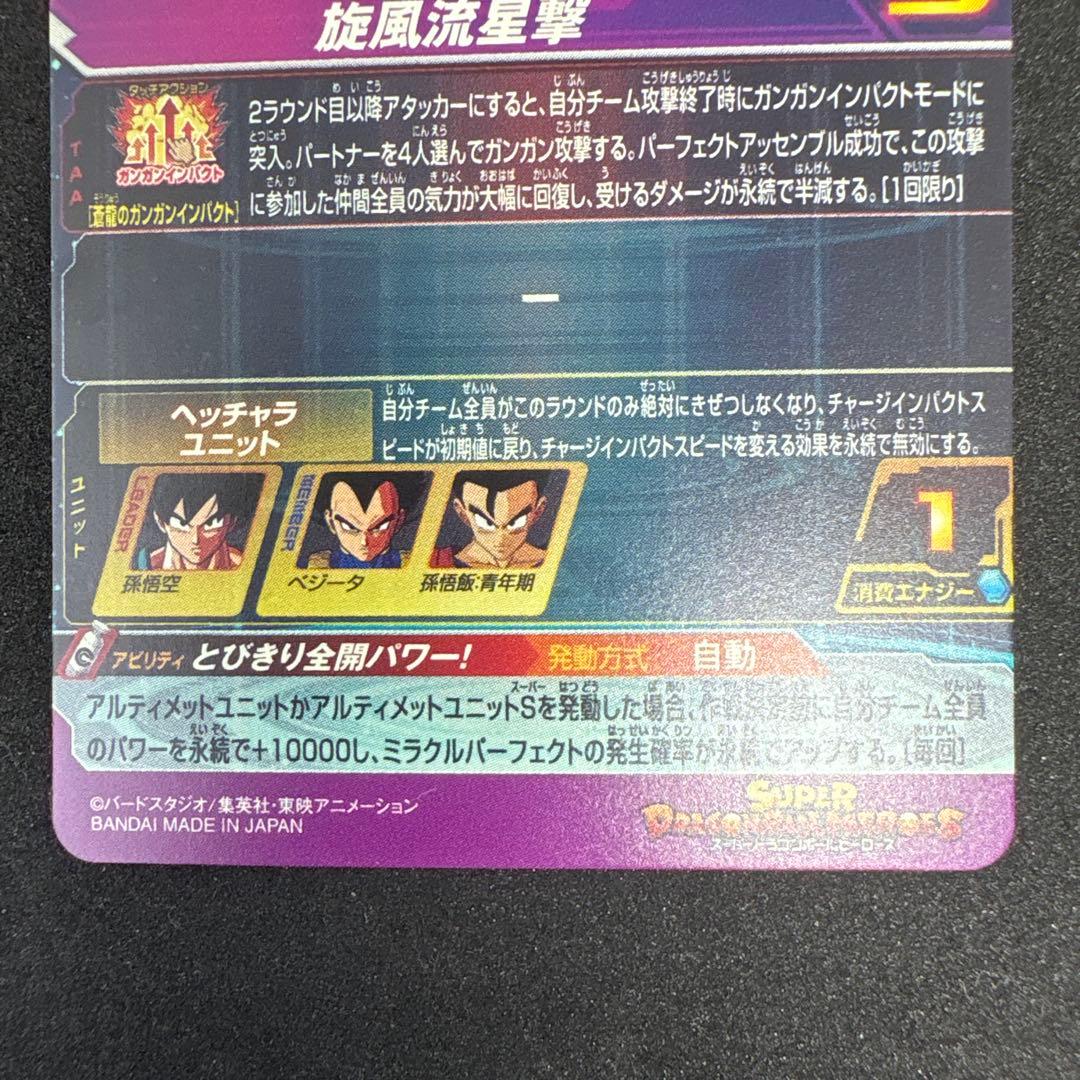 旋風流星撃
タッチアクション
ガンガンインパクト
TAA
[蒼龍のガンガンインパクト]
2ラウンド目以降アタッカーにすると、自分チーム攻撃終了時にガンガンインパクトモードに
突入。パートナーを4人選んでガンガン攻撃する。パーフェクトアッセンブル成功で、この攻撃
に参加した仲間全員の気力が大幅に回復し、受けるダメージが永続で半減する。[1回限り]
ー
ユニット
ヘッチャラ
ユニット
自分チーム全員がこのラウンドのみ絶対にきぜつしなくなり、チャージインパクトス
ピードが初期値に戻り、チャージインパクトスピードを変える効果を永続で無効にする。
LEADER
孫悟空
MEMBER
ベジータ
孫悟飯:青年期
1
消費エナジー
アビリティ とびきり全開パワー! 発動方式 自動
アルティメットユニットかアルティメットユニットSを発動した場合、作戦決定数に自分チーム全員
のパワーを永続で+10000し、ミラクルパーフェクトの発生確率が永続でアップする。[毎回]
©バードスタジオ/集英社・東映アニメーション
BANDAI MADE IN JAPAN
SUPER
DRAGONBALL HEROES
スーパードラゴンボールヒーローズ